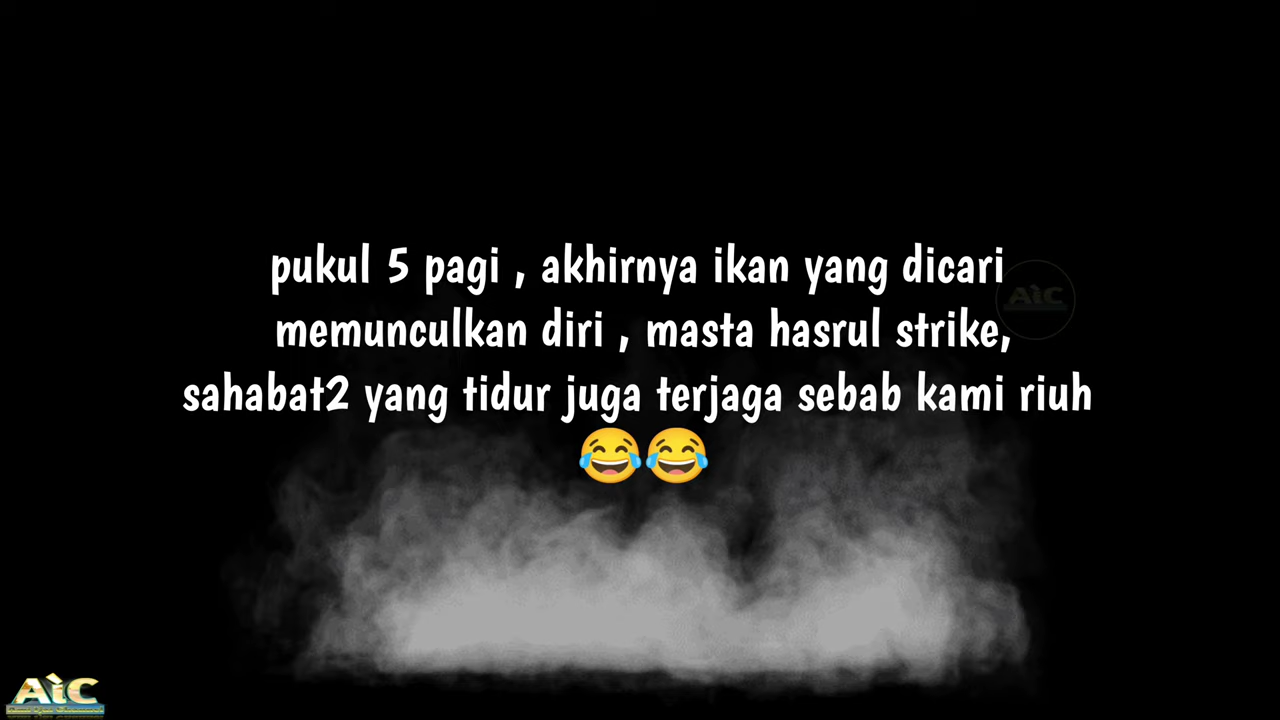 pukul 5 pagi , akhirnya ikan yang dicari
memunculkan diri , masta hasrul strike,
sahabat2 yang tidur juga terjaga sebab kami riuh
😂😂
AiC
AiC